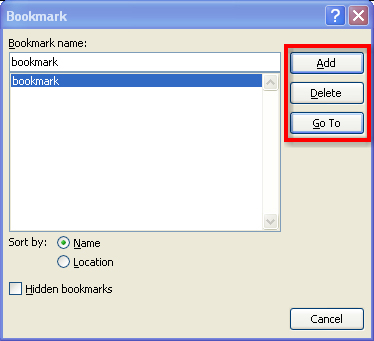 Bookmark
Bookmark name:
bookmark
Add
bookmark
Delete
Go To
Sort by:
Name
Location
Hidden bookmarks
Cancel